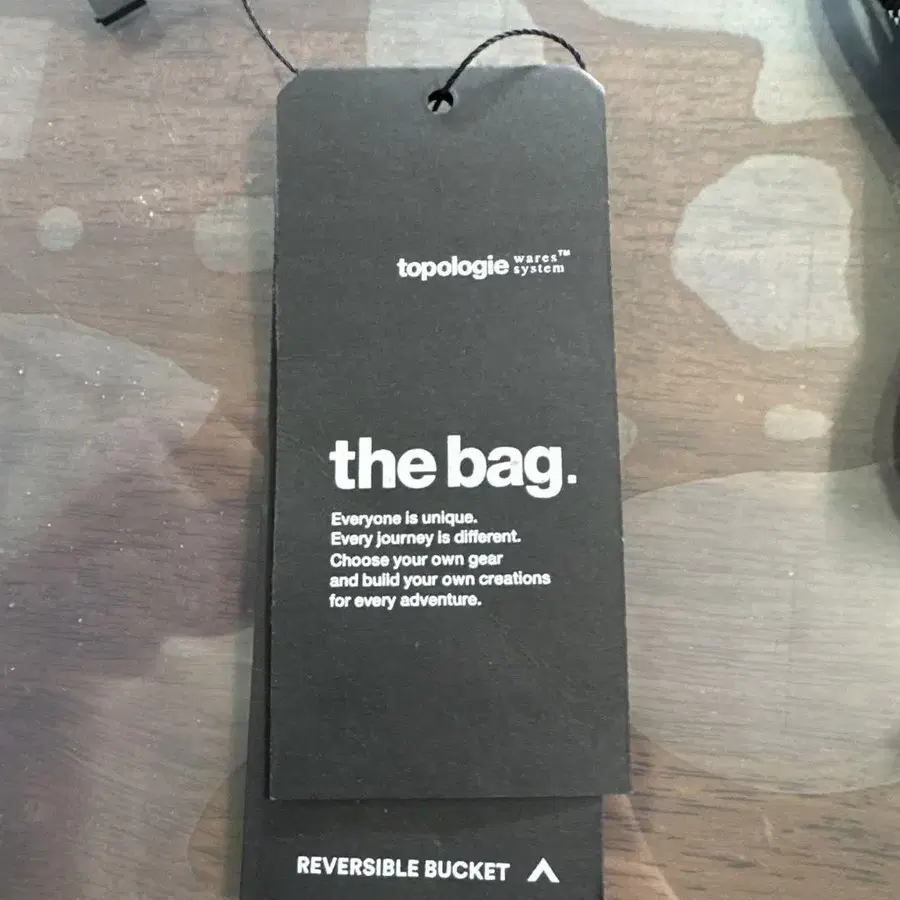 topologie wares™
system
the bag.
Everyone is unique.
Every journey is different.
Choose your own gear
and build your own creations
for every adventure.
REVERSIBLE BUCKET